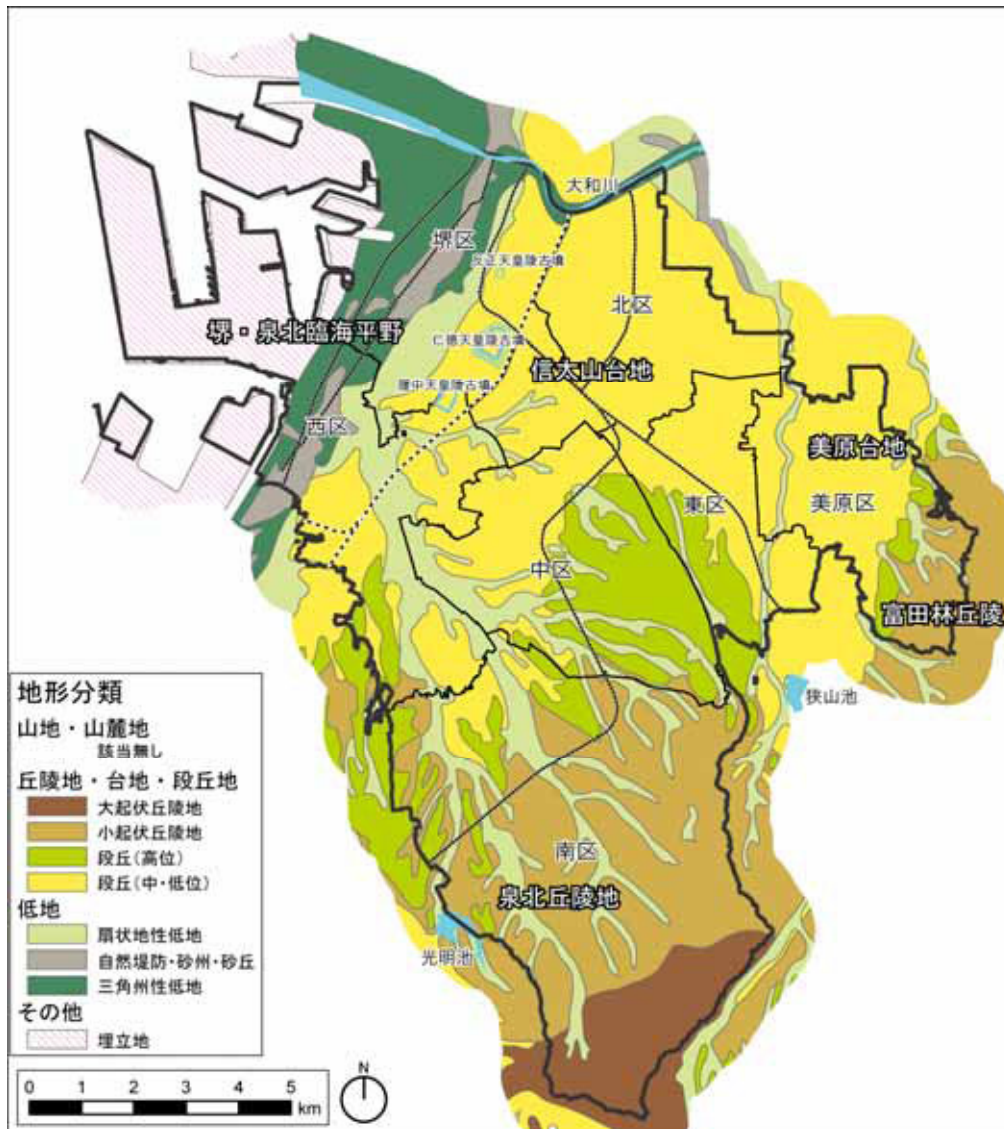 大和川
堺区
反正天皇陵古墳
北区
堺・泉北臨海平野
仁徳天皇陵古墳
信太山台地
履中天皇陵古墳
西区
美原台地
東区
美原区
中区
富田林丘陵
狭山池
南区
泉北丘陵地
光明池
地形分類
山地・山麓地
該当無し
丘陵地・台地・段丘地
大起伏丘陵地
小起伏丘陵地
段丘(高位)
段丘(中・低位)
低地
扇状地性低地
自然堤防・砂州・砂丘
三角州性低地
その他
埋立地
0 1 2 3 4 5
km
N